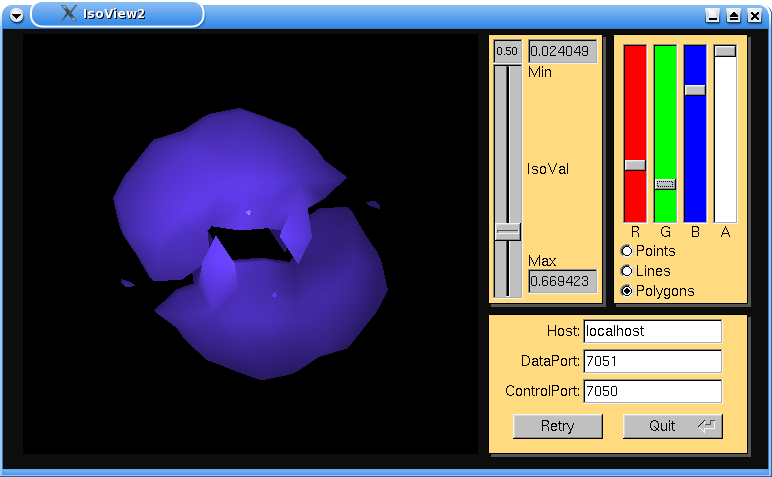 IsoView2
0.50
0.024049
Min
IsoVal
Max
0.669423
R G B A
Points
Lines
Polygons
Host: localhost
DataPort: 7051
ControlPort: 7050
Retry Quit